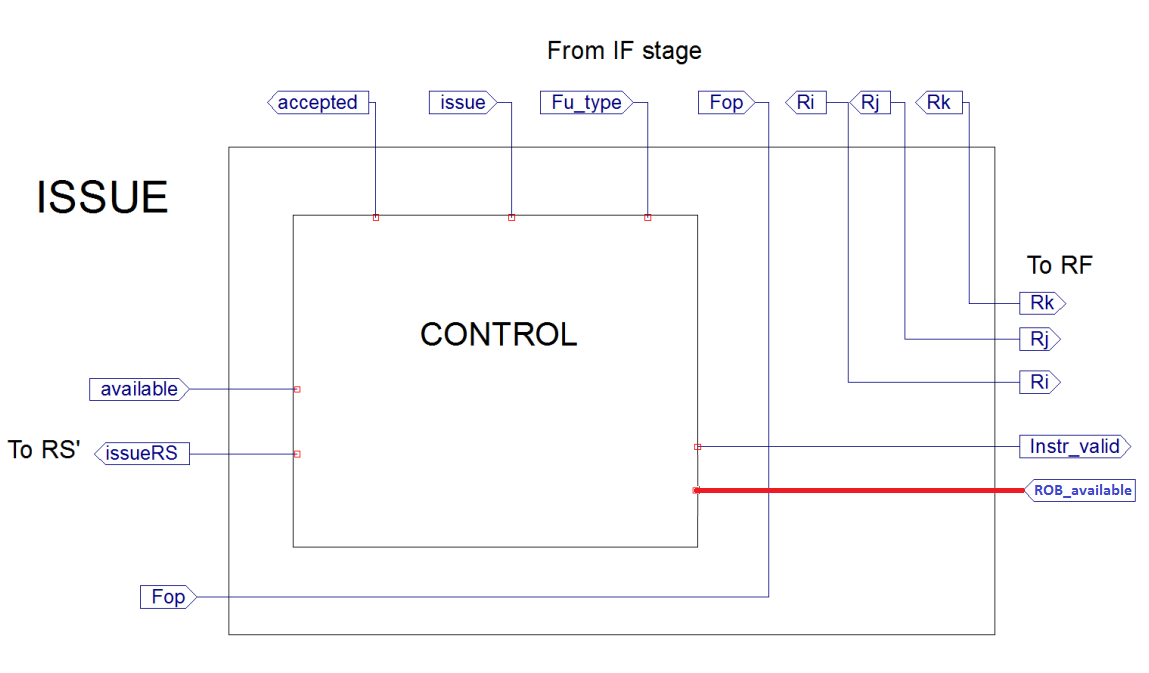 From IF stage
accepted
issue
Fu_type
Fop
Ri
Rj
Rk
ISSUE
To RF
Rk
CONTROL
Rj
Ri
available
To RS'
issueRS
Instr_valid
ROB_available
Fop